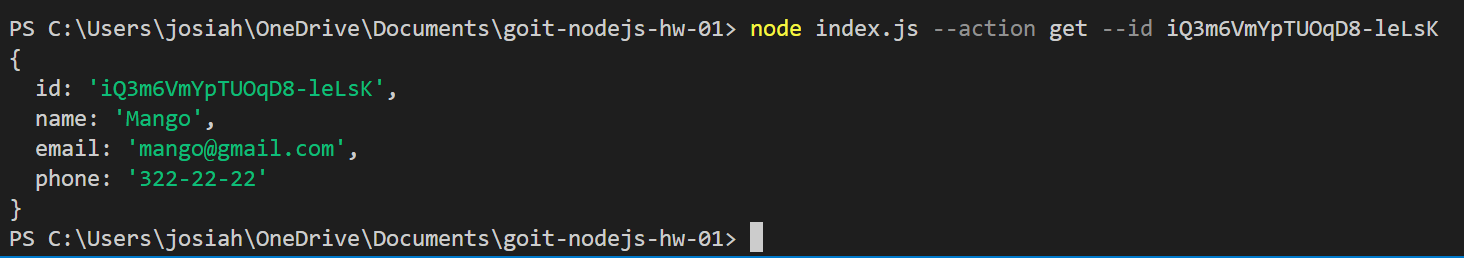 PS C:\Users\josiah\OneDrive\Documents\goit-nodejs-hw-01> node index.js --action get --id iQ3m6VmYpTUOqD8-leLsK
{
  id: 'iQ3m6VmYpTUOqD8-leLsK',
  name: 'Mango',
  email: 'mango@gmail.com',
  phone: '322-22-22'
}
PS C:\Users\josiah\OneDrive\Documents\goit-nodejs-hw-01>